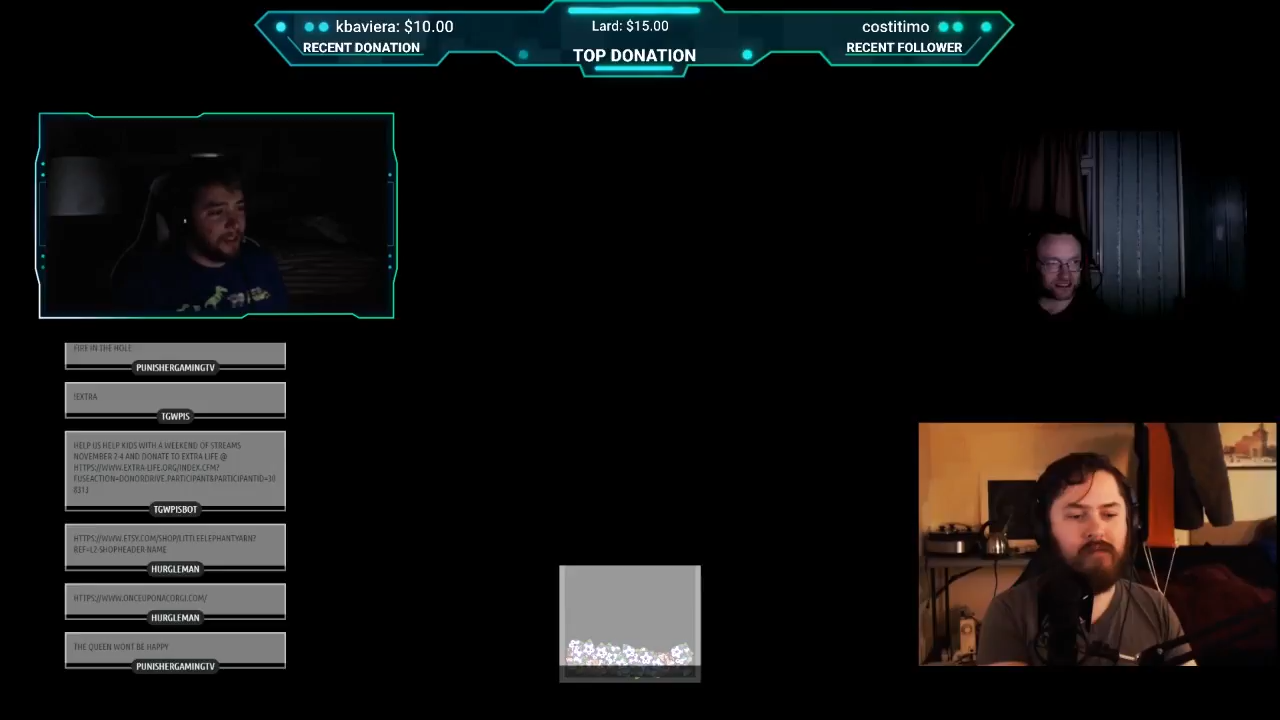 kbaviera: $10.00
RECENT DONATION
Lard: $15.00
TOP DONATION
costitimo
RECENT FOLLOWER
FIRE IN THE HOLE
PUNISHERGAMINGTV
!EXTRA
TGWPIS
HELP US HELP KIDS WITH A WEEKEND OF STREAMS
NOVEMBER 2-4 AND DONATE TO EXTRA LIFE @
HTTPS://WWW.EXTRA-LIFE.ORG/INDEX.CFM?
FUSEACTION=DONORDRIVE.PARTICIPANT&PARTICIPANTID=30
TGWPISBOT
HTTPS://WWW.ETSY.COM/SHOP/LITTLEELEPHANTYARN?
REF=L2-SHOPHEADER-NAME
HURGLEMAN
HTTPS://WWW.ONCEUPONACORGI.COM/
HURGLEMAN
THE QUEEN WONT BE HAPPY
PUNISHERGAMINGTV